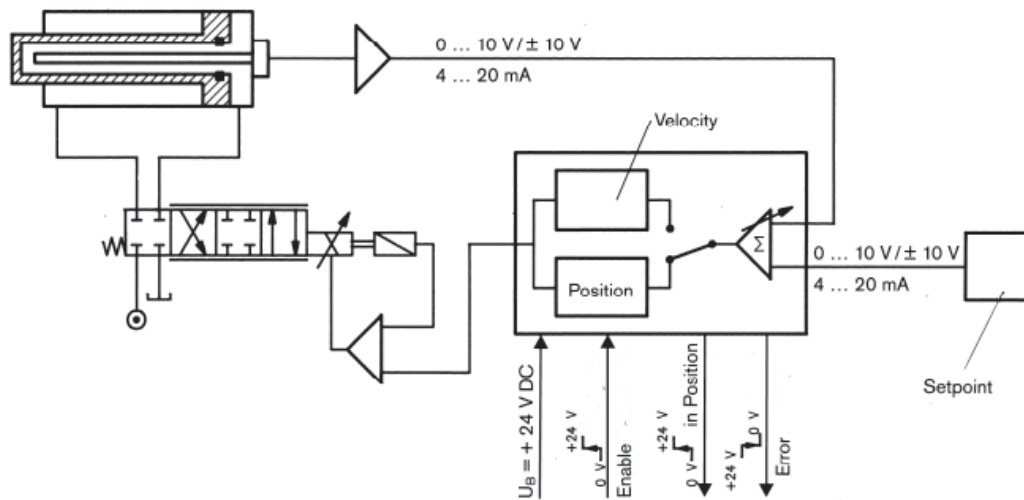 0 ... 10 V/± 10 V
4 ... 20 mA
Velocity
Σ
0 ... 10 V/± 10 V
4 ... 20 mA
Position
Setpoint
U_B = + 24 V DC
+24 V
0 V
Enable
+24 V
0 V
in Position
+24 V
0 V
Error